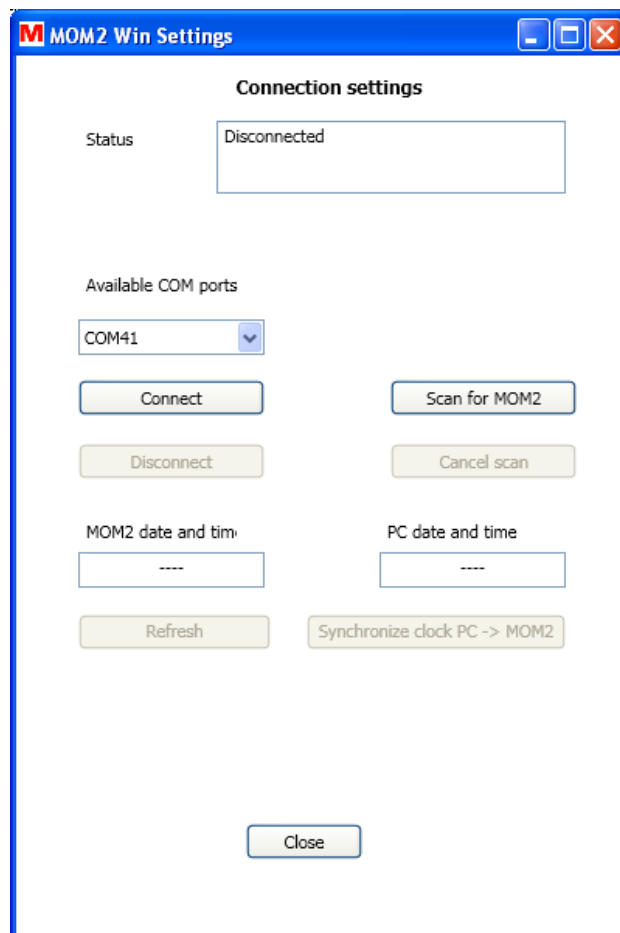 M MOM2 Win Settings
Connection settings
Status
Disconnected
Available COM ports
COM41
Connect
Scan for MOM2
Disconnect
Cancel scan
MOM2 date and tim
PC date and time
----
----
Refresh
Synchronize clock PC -> MOM2
Close